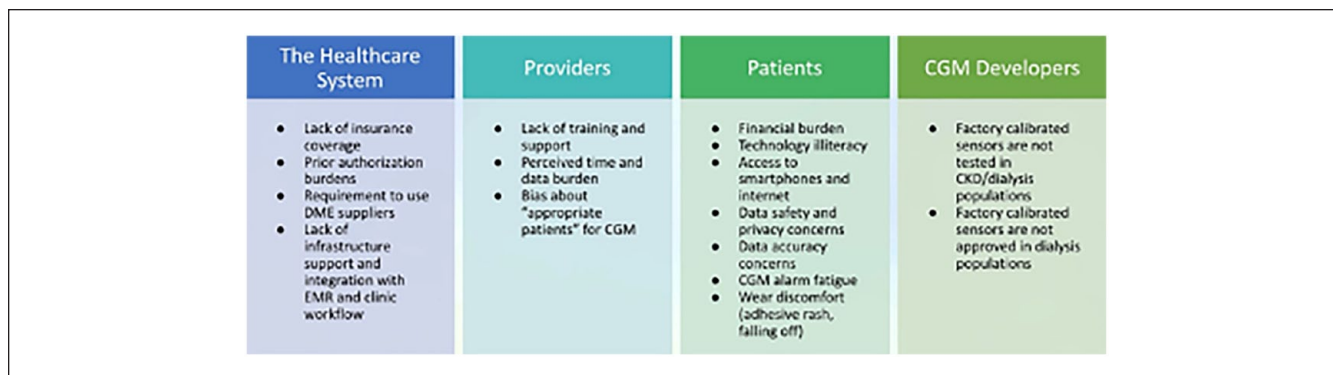 The Healthcare
System
● Lack of insurance
coverage
● Prior authorization
burdens
● Requirement to use
DME suppliers
● Lack of
infrastructure
support and
integration with
EMR and clinic
workflow
Providers
● Lack of training and
support
● Perceived time and
data burden
● Bias about
"appropriate
patients" for CGM
Patients
● Financial burden
● Technology illiteracy
● Access to
smartphones and
internet
● Data safety and
privacy concerns
● Data accuracy
concerns
● CGM alarm fatigue
● Wear discomfort
(adhesive rash,
falling off)
CGM Developers
● Factory calibrated
sensors are not
tested in
CKD/dialysis
populations
● Factory calibrated
sensors are not
approved in dialysis
populations